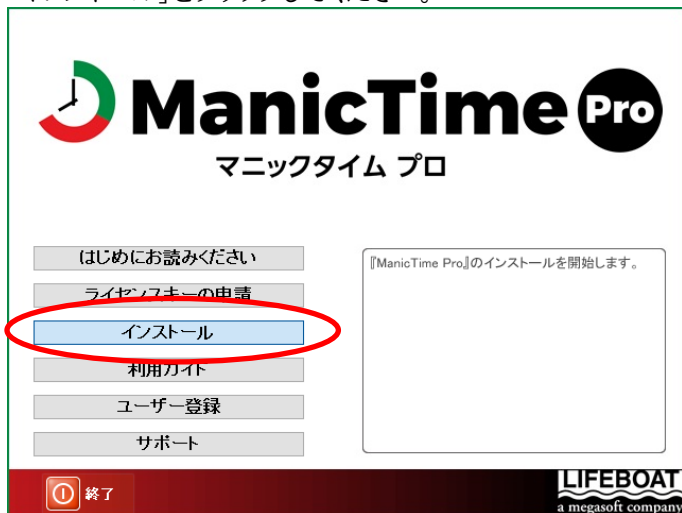 ManicTime Pro
マニックタイム プロ
はじめにお読みください
『ManicTime Pro』のインストールを開始します。
ライセンスキーの申請
インストール
利用ガイド
ユーザー登録
サポート
終了
LIFEBOAT
a megasoft company